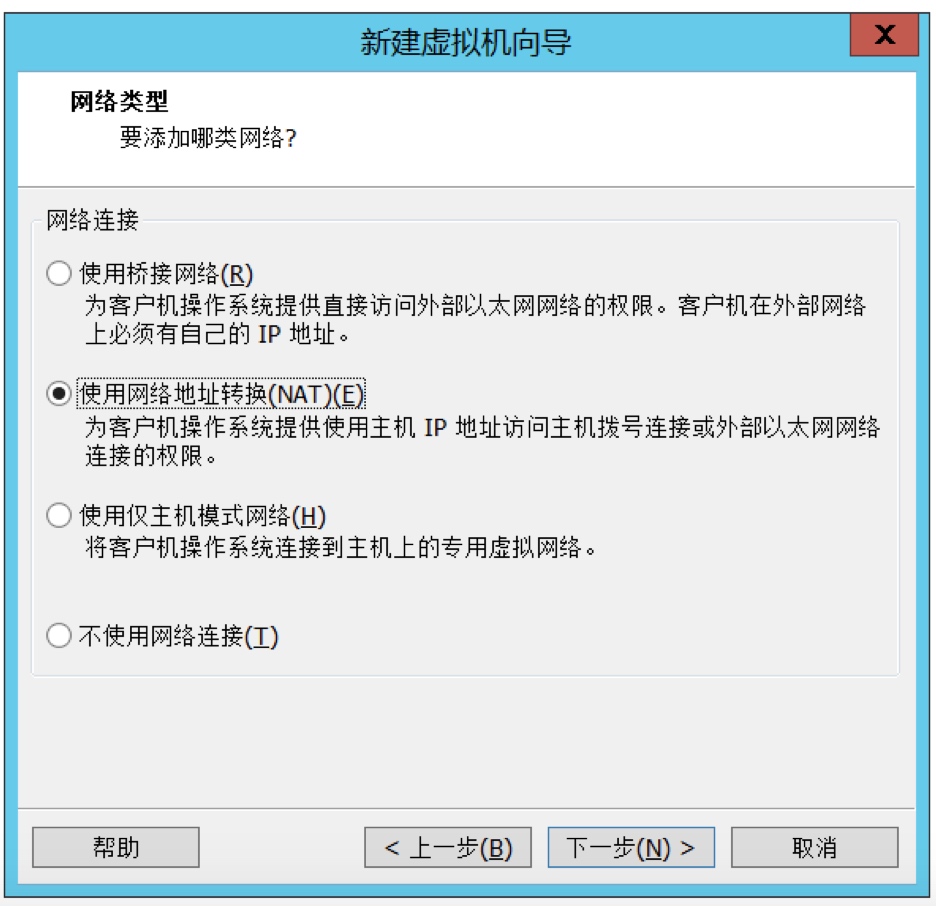 新建虚拟机向导
X
网络类型
要添加哪类网络?
网络连接
使用桥接网络(R)
为客户机操作系统提供直接访问外部以太网网络的权限。客户机在外部网络
上必须有自己的 IP 地址。
使用网络地址转换(NAT)(E)
为客户机操作系统提供使用主机 IP 地址访问主机拨号连接或外部以太网网络
连接的权限。
使用仅主机模式网络(H)
将客户机操作系统连接到主机上的专用虚拟网络。
不使用网络连接(T)
帮助
< 上一步(B)
下一步(N) >
取消